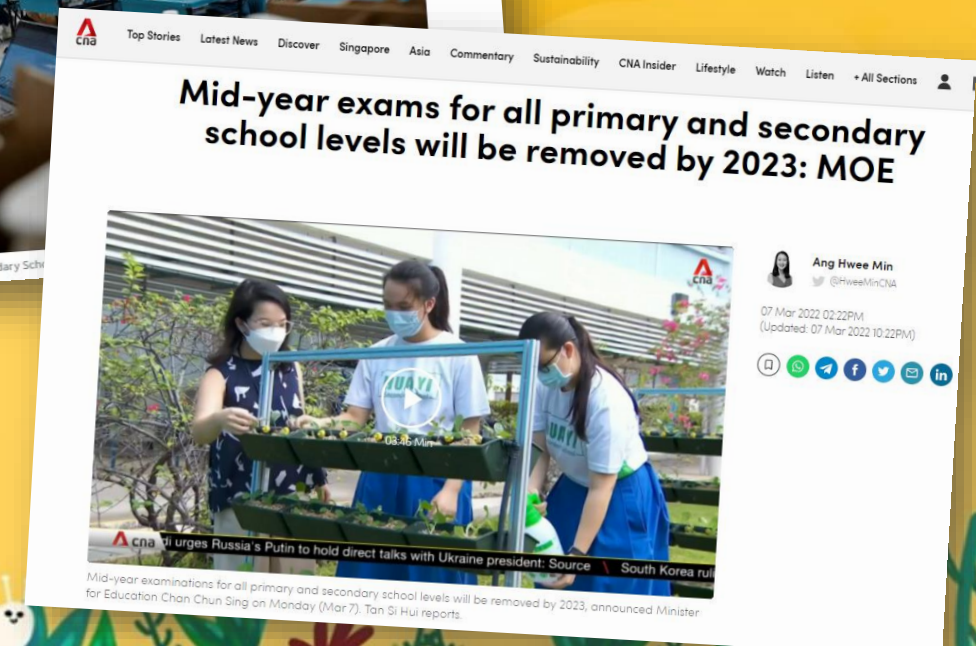 cna
Top Stories Latest News Discover Singapore Asia Commentary Sustainability CNA Insider Lifestyle Watch Listen + All Sections
Mid-year exams for all primary and secondary
school levels will be removed by 2023: MOE
cna
Ang Hwee Min
@HweeMinCNA
07 Mar 2022 02:22PM
(Updated: 07 Mar 2022 10:22PM)
HUAYI
HUAYI
03:46 Min
cna di urges Russia's Putin to hold direct talks with Ukraine president: Source \ South Korea ruli
dary Scho
Mid-year examinations for all primary and secondary school levels will be removed by 2023, announced Minister
for Education Chan Chun Sing on Monday (Mar 7). Tan Si Hui reports.